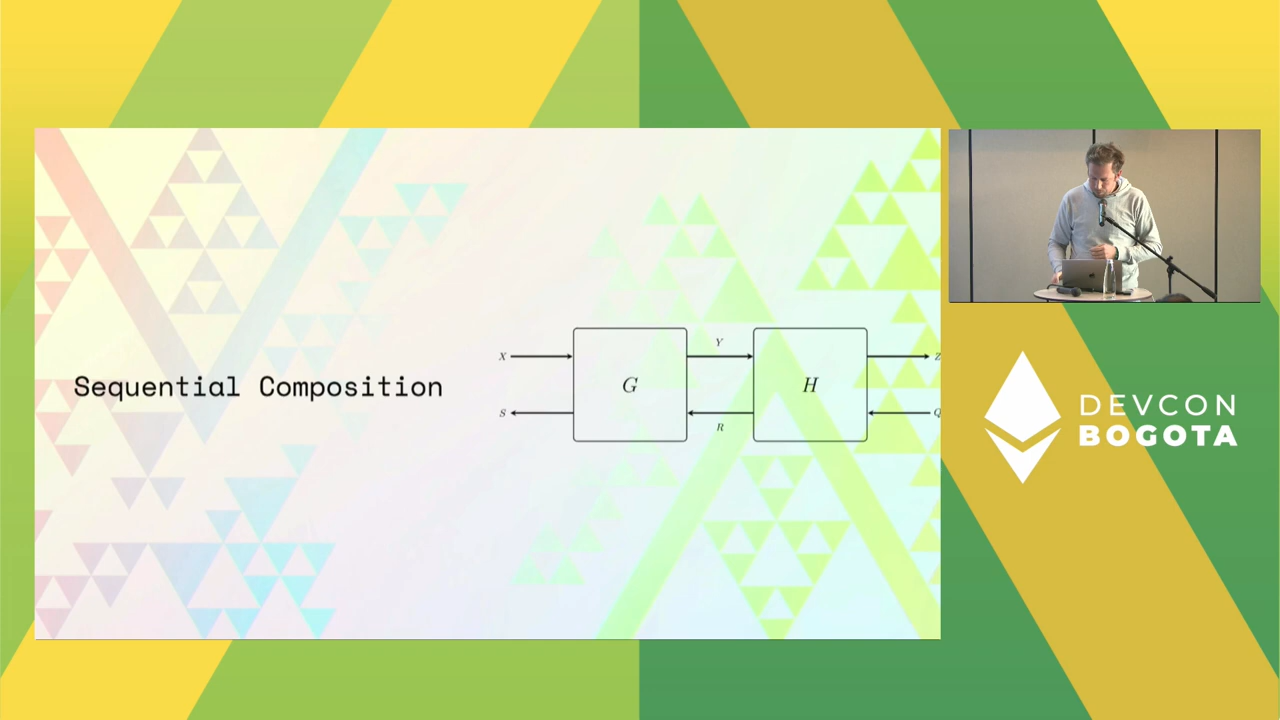 Sequential Composition
X
Y
Z
G
H
S
R
Q
DEVCON
BOGOTA